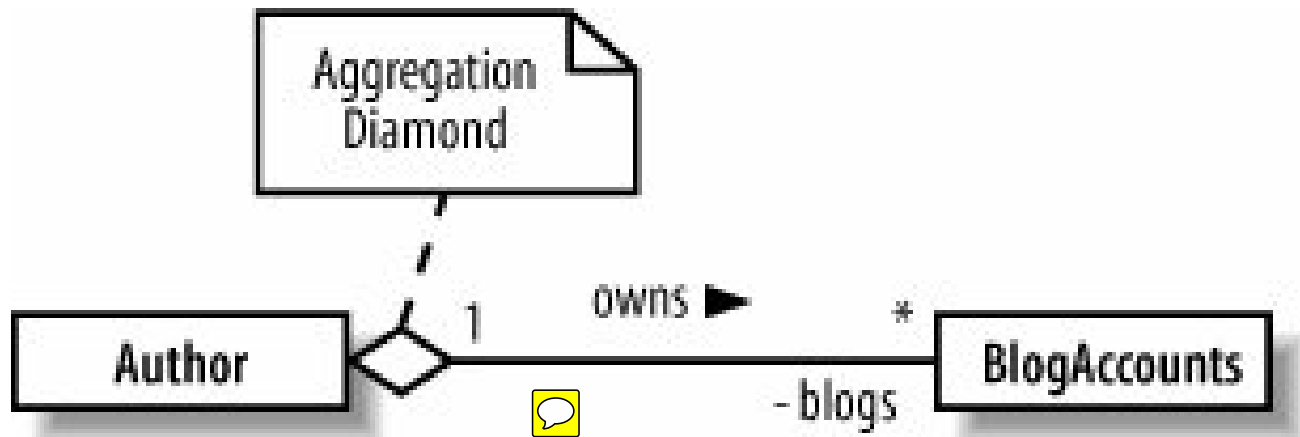 Aggregation
Diamond
1
owns ►
*
Author
BlogAccounts
- blogs